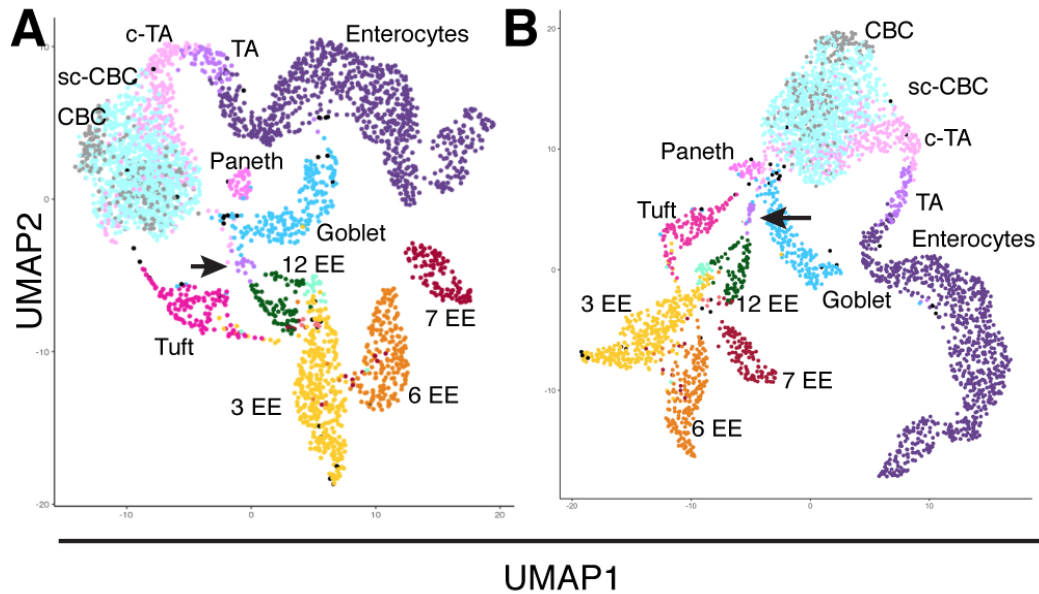 A
B
c-TA
TA
Enterocytes
sc-CBC
CBC
Paneth
Goblet
12 EE
7 EE
Tuft
3 EE
6 EE
UMAP2
10
0
-10
-20
-10
0
10
20
CBC
sc-CBC
c-TA
Paneth
Tuft
TA
Enterocytes
3 EE
12 EE
Goblet
7 EE
6 EE
20
10
0
-10
-20
-10
0
10
UMAP1